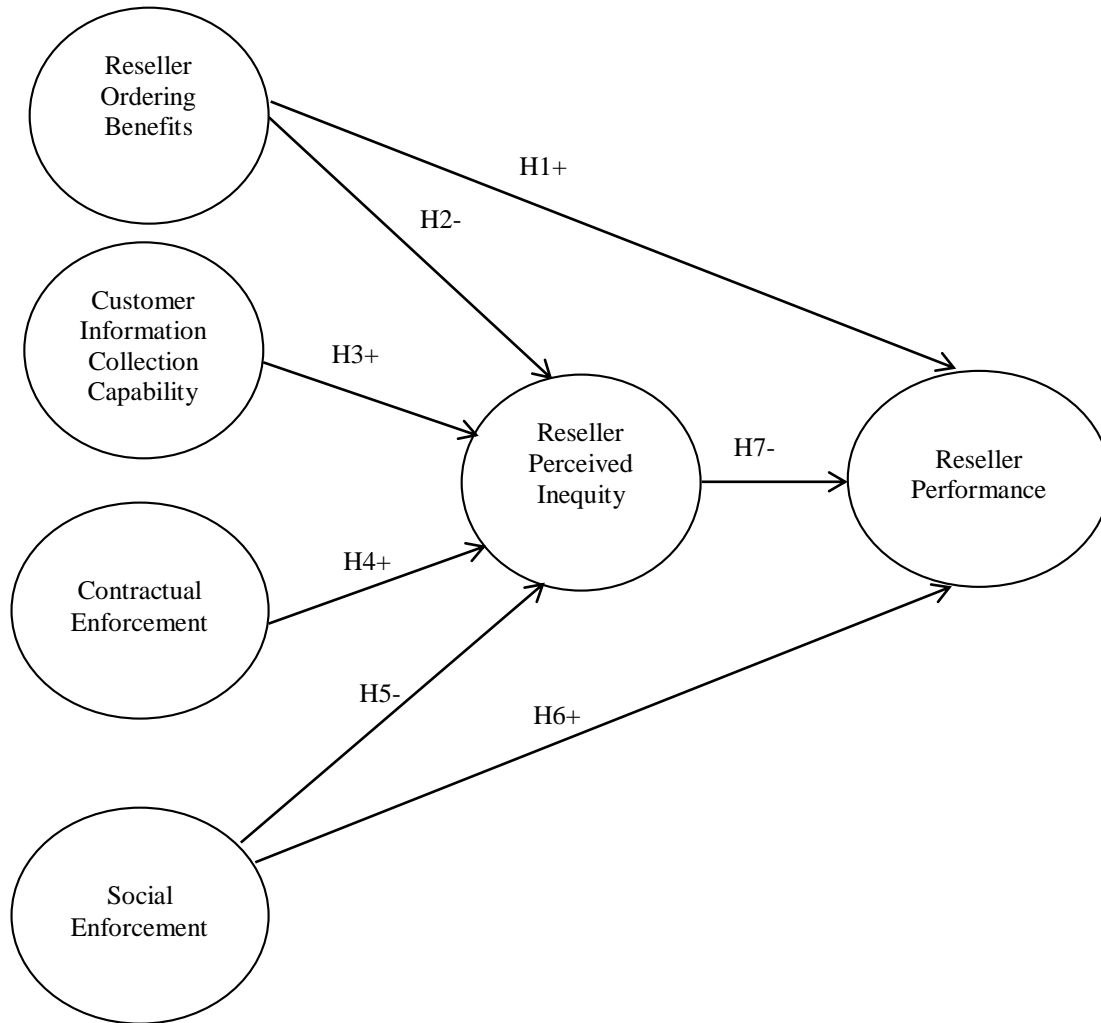 Reseller
Ordering
Benefits
H1+
H2-
Customer
Information
Collection
Capability
H3+
Reseller
Perceived
Inequity
H7-
Reseller
Performance
Contractual
Enforcement
H4+
H5-
H6+
Social
Enforcement